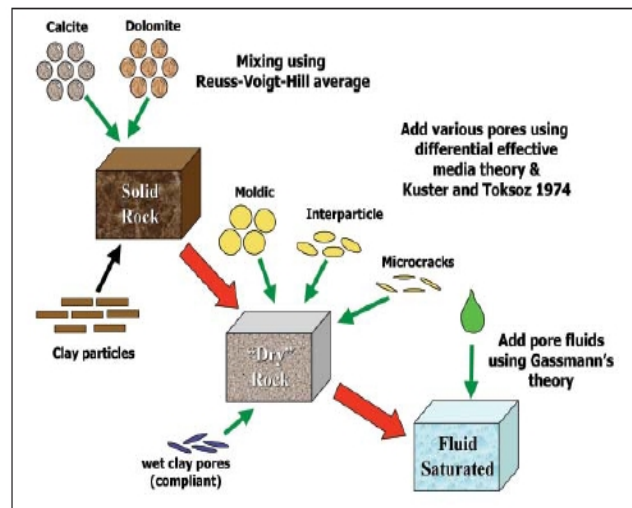 Calcite
Dolomite
Mixing using
Reuss-Voigt-Hill average
Add various pores using
differential effective
media theory &
Kuster and Toksoz 1974
Solid
Rock
Moldic
Interparticle
Microcracks
Clay particles
"Dry"
Rock
Add pore fluids
using Gassmann's
theory
wet clay pores
(compliant)
Fluid
Saturated